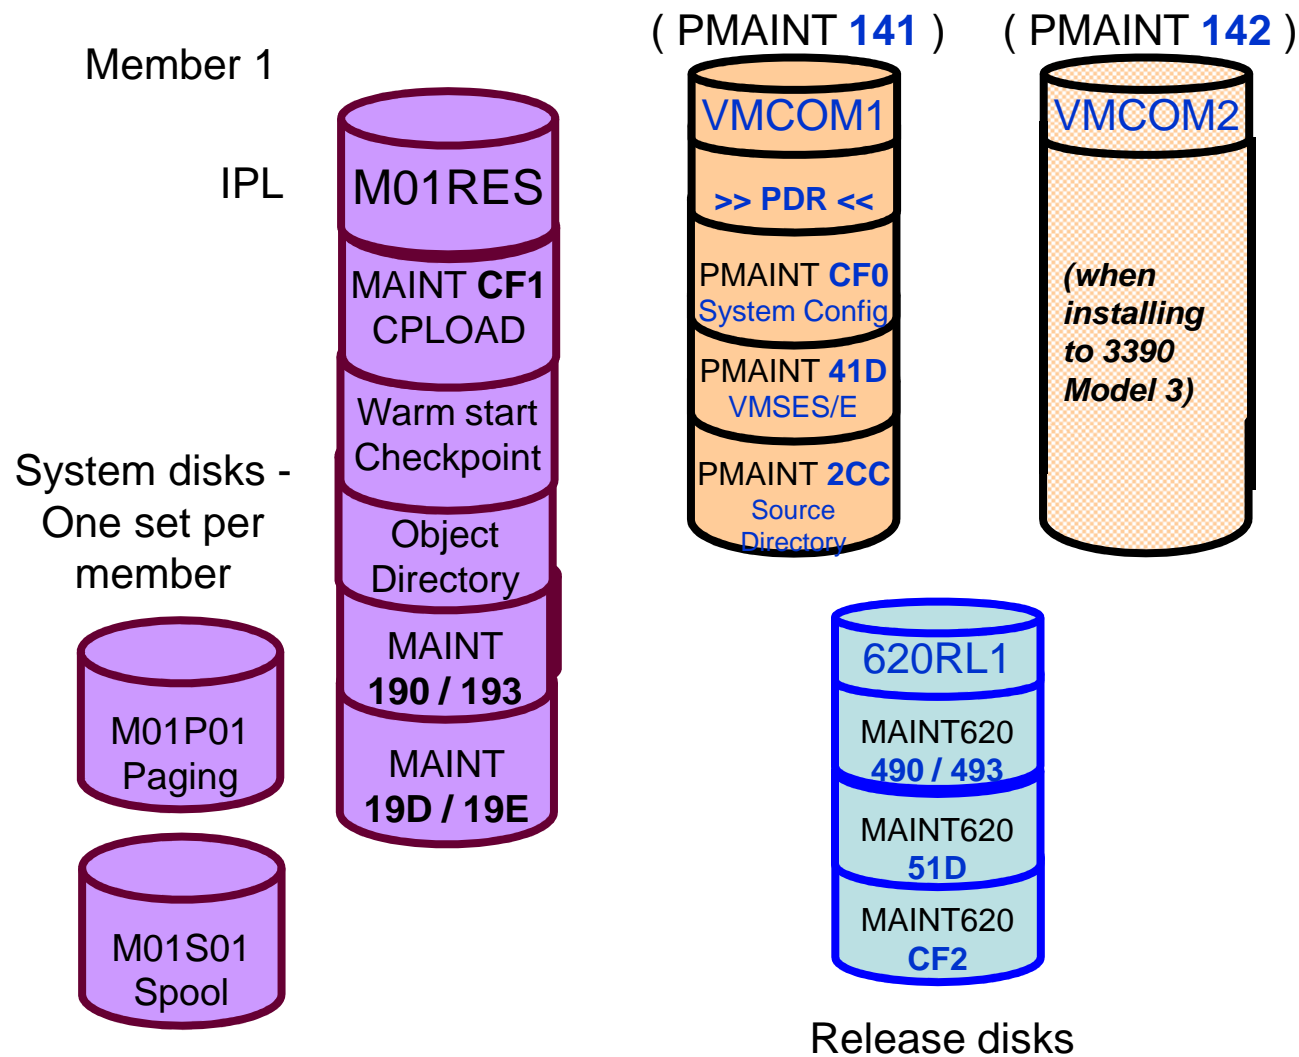 Member 1
IPL
M01RES
MAINT CF1
CPLOAD
Warm start
Checkpoint
Object
Directory
MAINT
190 / 193
MAINT
19D / 19E
System disks -
One set per
member
M01P01
Paging
M01S01
Spool
( PMAINT 141 )
VMCOM1
>> PDR <<
PMAINT CF0
System Config
PMAINT 41D
VMSES/E
PMAINT 2CC
Source
Directory
( PMAINT 142 )
VMCOM2
(when
installing
to 3390
Model 3)
620RL1
MAINT620
490 / 493
MAINT620
51D
MAINT620
CF2
Release disks